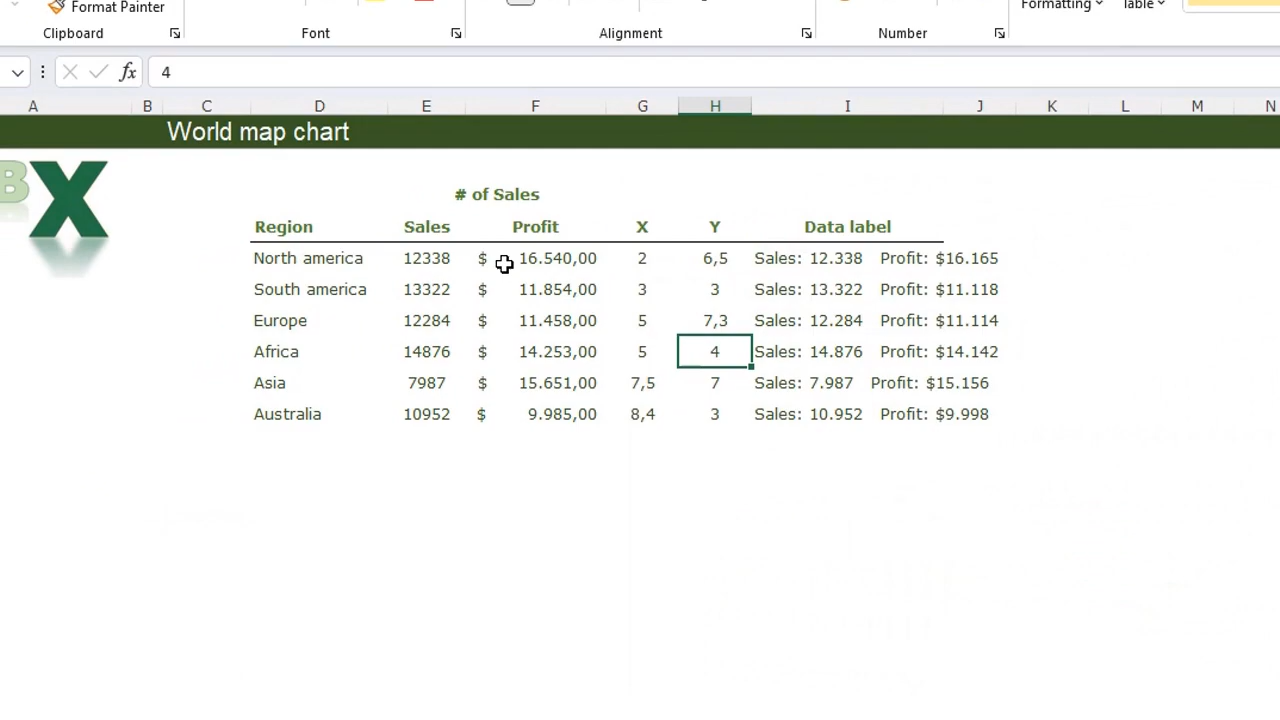 Format Painter
Formatting Table
Clipboard Font Alignment Number
fx 4
A B C D E F G H I J K L M N
World map chart
B X
# of Sales
Region Sales Profit X Y Data label
North america 12338 $ 16.540,00 2 6,5 Sales: 12.338 Profit: $16.165
South america 13322 $ 11.854,00 3 3 Sales: 13.322 Profit: $11.118
Europe 12284 $ 11.458,00 5 7,3 Sales: 12.284 Profit: $11.114
Africa 14876 $ 14.253,00 5 4 Sales: 14.876 Profit: $14.142
Asia 7987 $ 15.651,00 7,5 7 Sales: 7.987 Profit: $15.156
Australia 10952 $ 9.985,00 8,4 3 Sales: 10.952 Profit: $9.998